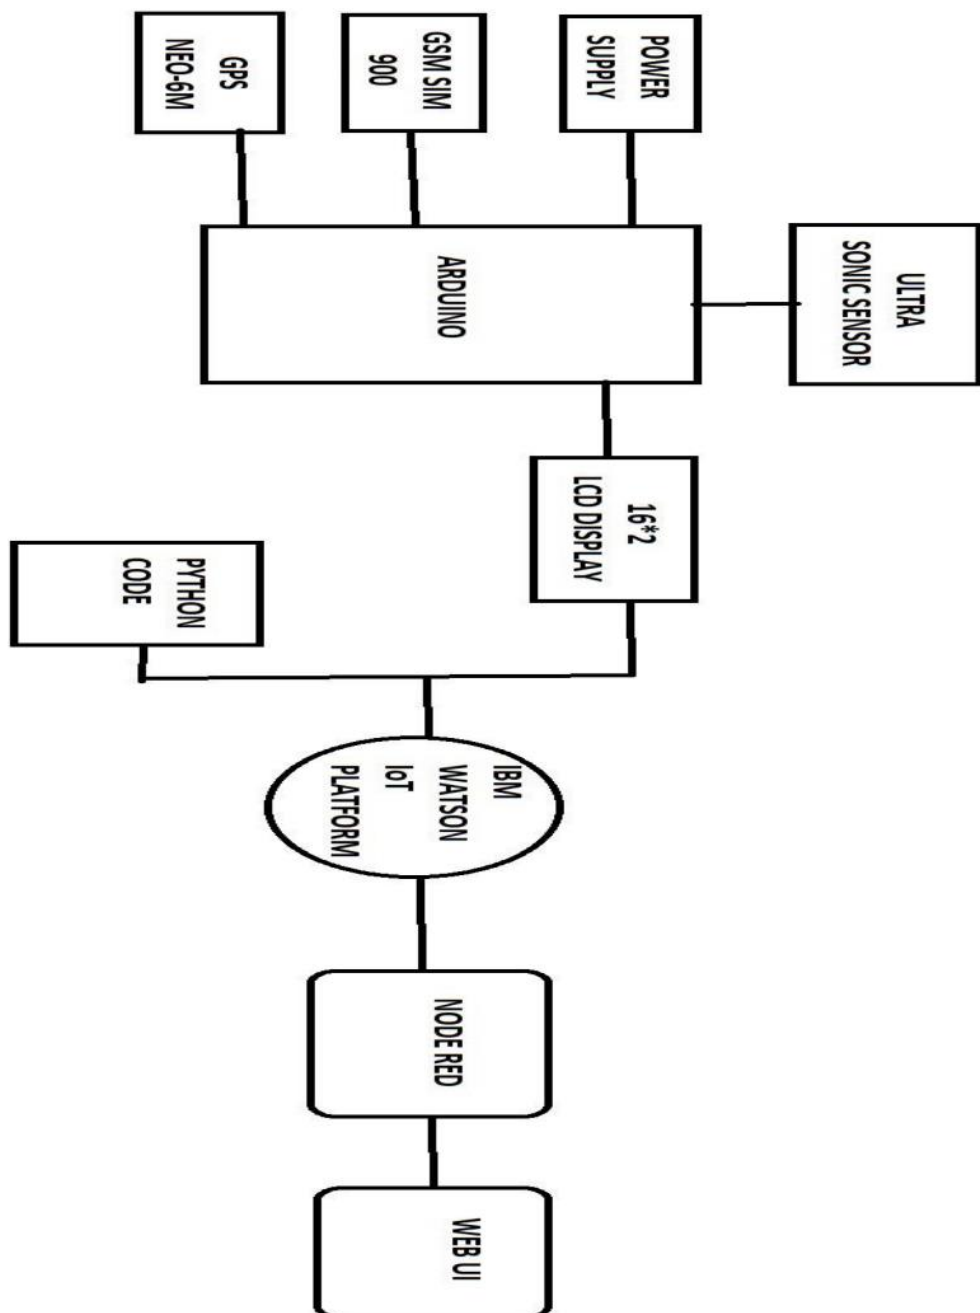 ULTRA
SONIC SENSOR
POWER
SUPPLY
16*2
LCD DISPLAY
GSM SIM
900
ARDUINO
IBM
WATSON
IoT
PLATFORM
NODE RED
WEB UI
GPS
NEO-6M
PYTHON
CODE